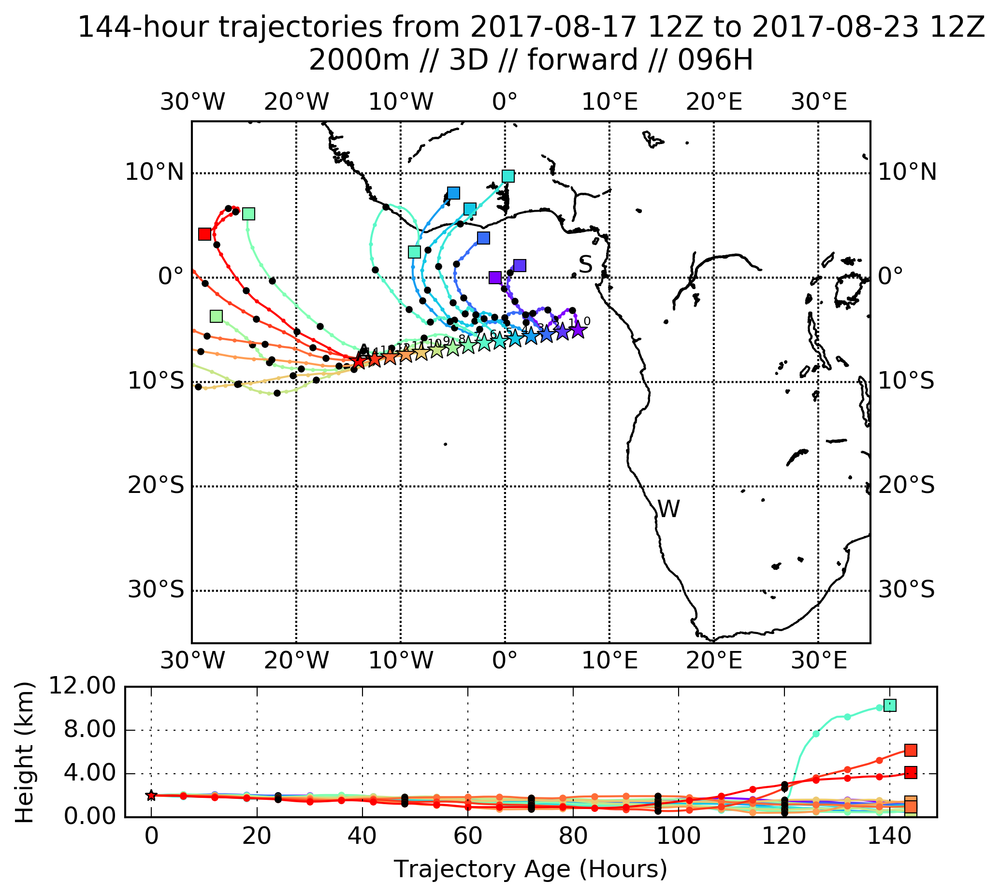 144-hour trajectories from 2017-08-17 12Z to 2017-08-23 12Z
2000m // 3D // forward // 096H
30°W 20°W 10°W 0° 10°E 20°E 30°E
10°N 10°N
S
0° 0°
A 14 12 11 10 9 8 7 6 5 4 3 2 1 0
10°S 10°S
20°S 20°S
W
30°S 30°S
30°W 20°W 10°W 0° 10°E 20°E 30°E
12.00
8.00
4.00
0.00
Height (km)
0 20 40 60 80 100 120 140
Trajectory Age (Hours)